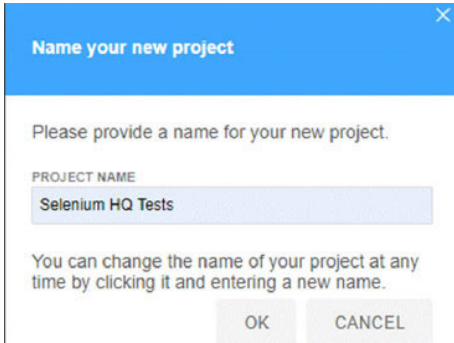 Name your new project
Please provide a name for your new project.
PROJECT NAME
Selenium HQ Tests
You can change the name of your project at any
time by clicking it and entering a new name.
OK CANCEL